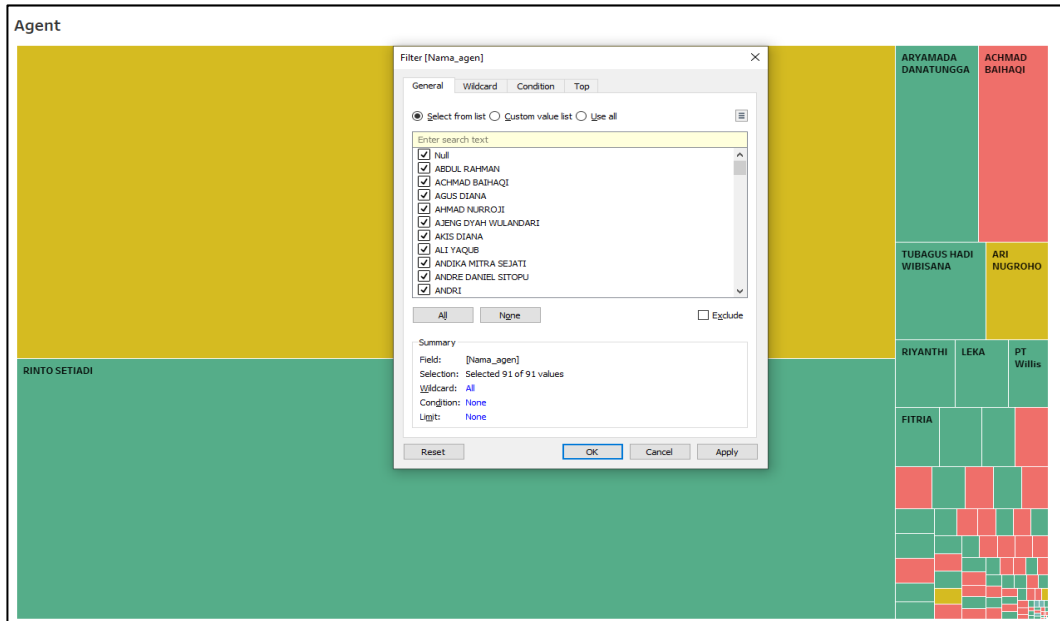 Agent
ARYAMADA
DANATUNGGA
ACHMAD
BAIHAQI
TUBAGUS HADI
WIBISANA
ARI
NUGROHO
RIYANTHI
LEKA
PT
Willis
FITRIA
RINTO SETIADI
Filter [Nama_agen]
General Wildcard Condition Top
Select from list Custom value list Use all
Enter search text
Null
ABDUL RAHMAN
ACHMAD BAIHAQI
AGUS DIANA
AHMAD NURROJI
AJENG DYAH WULANDARI
AKIS DIANA
ALI YAQUB
ANDIKA MITRA SEJATI
ANDRE DANIEL SITOPU
ANDRI
All None Exclude
Summary
Field: [Nama_agen]
Selection: Selected 91 of 91 values
Wildcard: All
Condition: None
Limit: None
Reset OK Cancel Apply